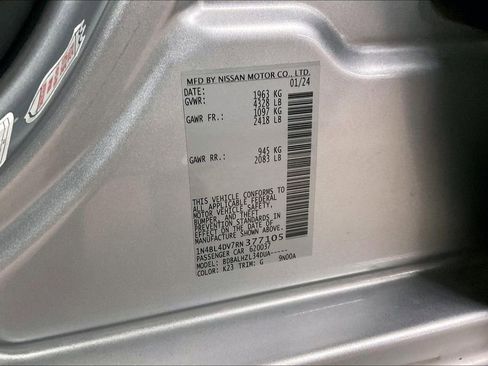 MFD BY NISSAN MOTOR CO., LTD.
01/24
DATE:
GVWR: 1963 KG
4328 LB
GAWR FR.: 1097 KG
2418 LB
GAWR RR.: 945 KG
2083 LB
THIS VEHICLE CONFORMS TO
ALL APPLICABLE FEDERAL
MOTOR VEHICLE SAFETY,
BUMPER, AND THEFT
PREVENTION STANDARDS IN
EFFECT ON THE DATE OF
MANUFACTURE SHOWN ABOVE.
1N4BL4DV7RN377105
PASSENGER CAR 620037
MODEL: BDBALHZL34DUA-----
COLOR: K23 TRIM: G 9N00A